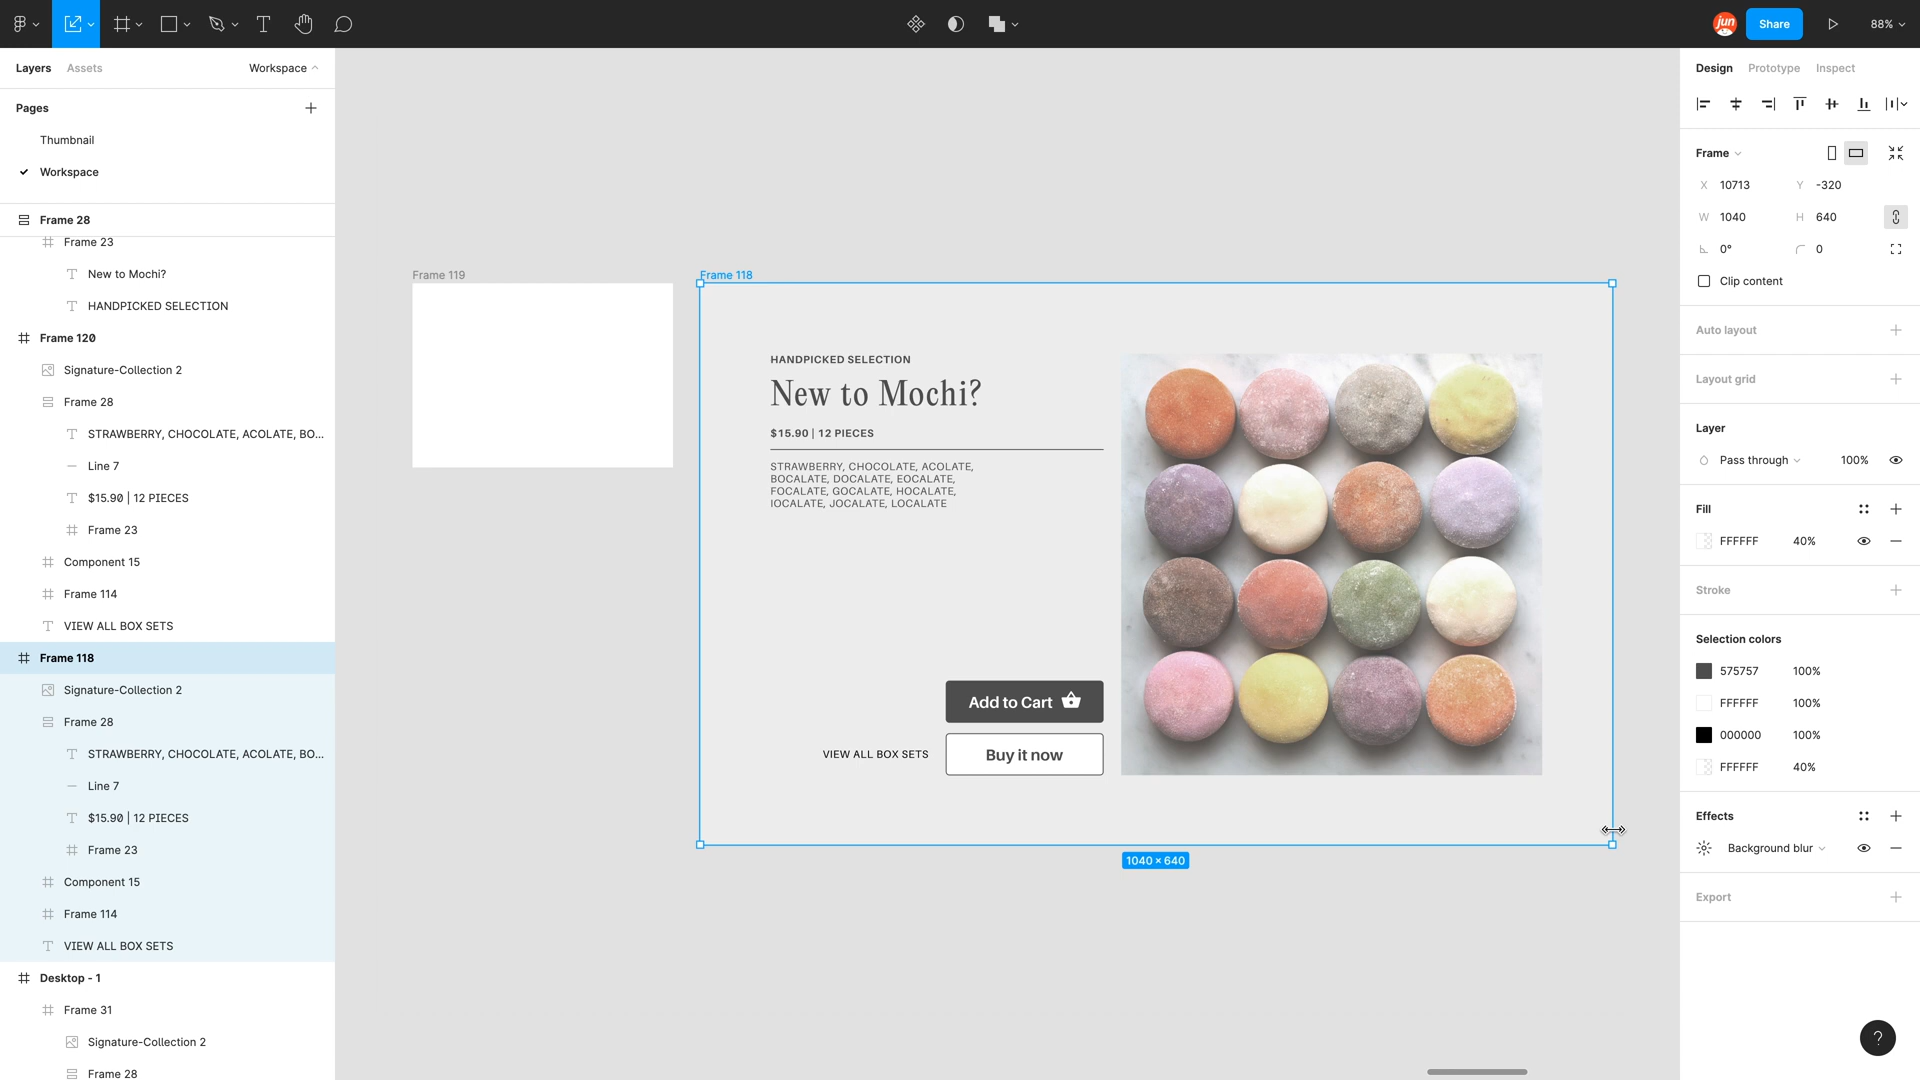 jun
Share
88%
Layers
Assets
Workspace
Pages
Thumbnail
Workspace
Frame 28
Frame 23
New to Mochi?
HANDPICKED SELECTION
Frame 120
Signature-Collection 2
Frame 28
STRAWBERRY, CHOCOLATE, ACOLATE, BO...
Line 7
$15.90 | 12 PIECES
Frame 23
Component 15
Frame 114
VIEW ALL BOX SETS
Frame 118
Signature-Collection 2
Frame 28
STRAWBERRY, CHOCOLATE, ACOLATE, BO...
Line 7
$15.90 | 12 PIECES
Frame 23
Component 15
Frame 114
VIEW ALL BOX SETS
Desktop - 1
Frame 31
Signature-Collection 2
Frame 28
Frame 119
Frame 118
HANDPICKED SELECTION
New to Mochi?
$15.90 | 12 PIECES
STRAWBERRY, CHOCOLATE, ACOLATE,
BOCALATE, DOCALATE, EOCALATE,
FOCALATE, GOCALATE, HOCALATE,
IOCALATE, JOCALATE, LOCALATE
Add to Cart
VIEW ALL BOX SETS
Buy it now
1040 × 640
Design
Prototype
Inspect
Frame
X 10713
Y -320
W 1040
H 640
0°
0
Clip content
Auto layout
Layout grid
Layer
Pass through
100%
Fill
FFFFFF
40%
Stroke
Selection colors
575757 100%
FFFFFF 100%
000000 100%
FFFFFF 40%
Effects
Background blur
Export
?